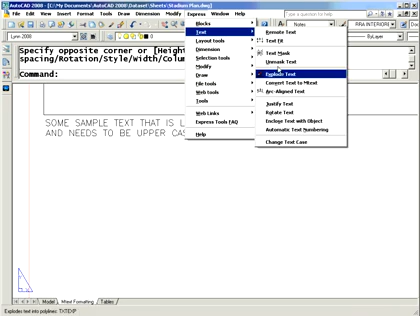 AutoCAD 2008 - [C:\My Documents\AutoCAD 2008\Dataset\Sheets\Stadium Plan.dwg]
File Edit View Insert Format Tools Draw Dimension Modify Express Window Help
Type a question for help
Lynn 2008
Notes
IFRA INTERIO
ByLayer
Specify opposite corner or [Height
spacing/Rotation/Style/Width/Colum
Command:
Blocks
Text
Layout tools
Dimension
Selection tools
Modify
Draw
File tools
Web tools
Tools
Web Links
Express Tools FAQ
Help
Remote Text
Text Fit
Text Mask
Unmask Text
Explode Text
Convert Text to Mtext
Arc-Aligned Text
Justify Text
Rotate Text
Enclose Text with Object
Automatic Text Numbering
Change Text Case
SOME SAMPLE TEXT THAT IS L
AND NEEDS TO BE UPPER CAS
Model Mtext Formatting Tables
Explodes text into polylines: TXTEXP